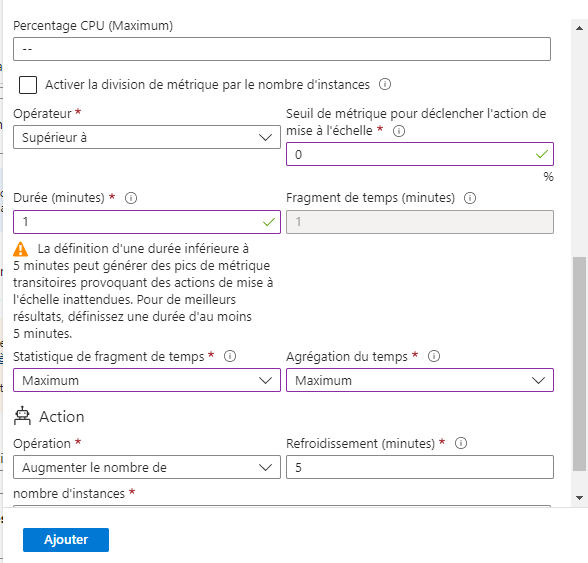 Percentage CPU (Maximum)
--
Activer la division de métrique par le nombre d'instances
Opérateur *
Supérieur à
Seuil de métrique pour déclencher l'action de
mise à l'échelle *
0
%
Durée (minutes) *
1
Fragment de temps (minutes)
1
La définition d'une durée inférieure à
5 minutes peut générer des pics de métrique
transitoires provoquant des actions de mise à
l'échelle inattendues. Pour de meilleurs
résultats, définissez une durée d'au moins
5 minutes.
Statistique de fragment de temps *
Maximum
Agrégation du temps *
Maximum
Action
Opération *
Augmenter le nombre de
Refroidissement (minutes) *
5
nombre d'instances *
Ajouter